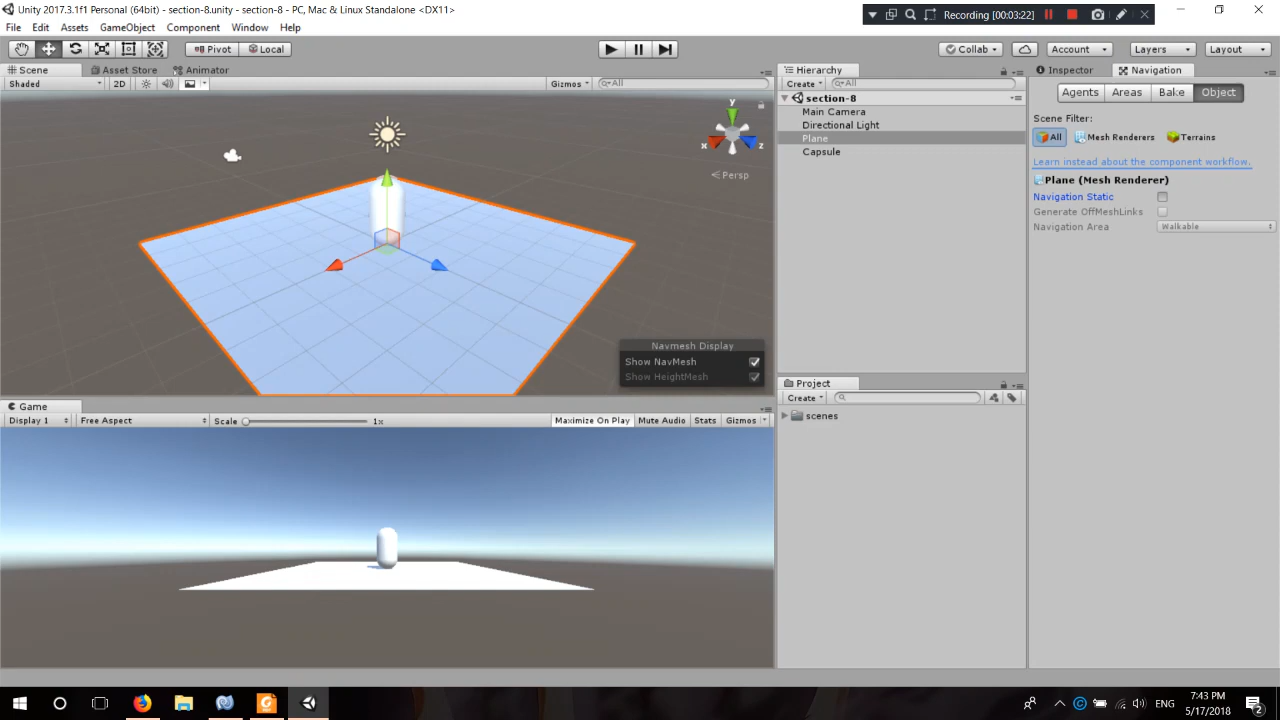 Unity 2017.3.1f1 Personal (64bit) - section-8.unity - section-8 - PC, Mac & Linux Standalone <DX11>
Recording [00:03:22]
File Edit Assets GameObject Component Window Help
Pivot Local Collab Account Layers Layout
Scene Asset Store Animator
Shaded 2D Gizmos All
y
x z
Persp
Navmesh Display
Show NavMesh
Show HeightMesh
Game
Display 1 Free Aspect Scale 1x Maximize On Play Mute Audio Stats Gizmos
Hierarchy
Create All
section-8
Main Camera
Directional Light
Plane
Capsule
Project
Create
scenes
Inspector Navigation
Agents Areas Bake Object
Scene Filter:
All Mesh Renderers Terrains
Learn instead about the component workflow.
Plane (Mesh Renderer)
Navigation Static
Generate OffMeshLinks
Navigation Area Walkable
ENG
7:43 PM
5/17/2018
2